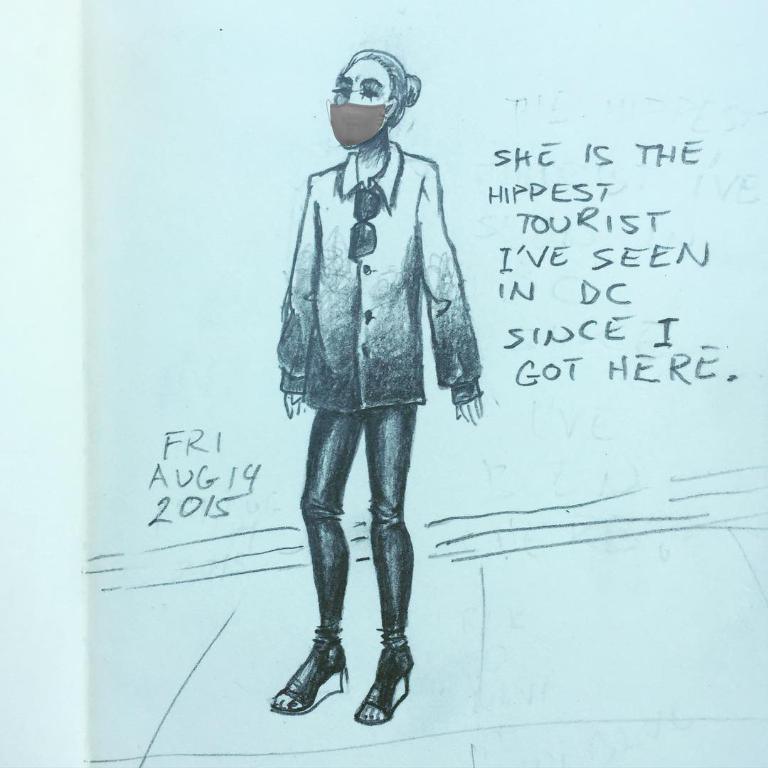 SHE IS THE
HIPPEST
TOURIST
I'VE SEEN
IN DC
SINCE I
GOT HERE.
FRI
AUG 14
2015